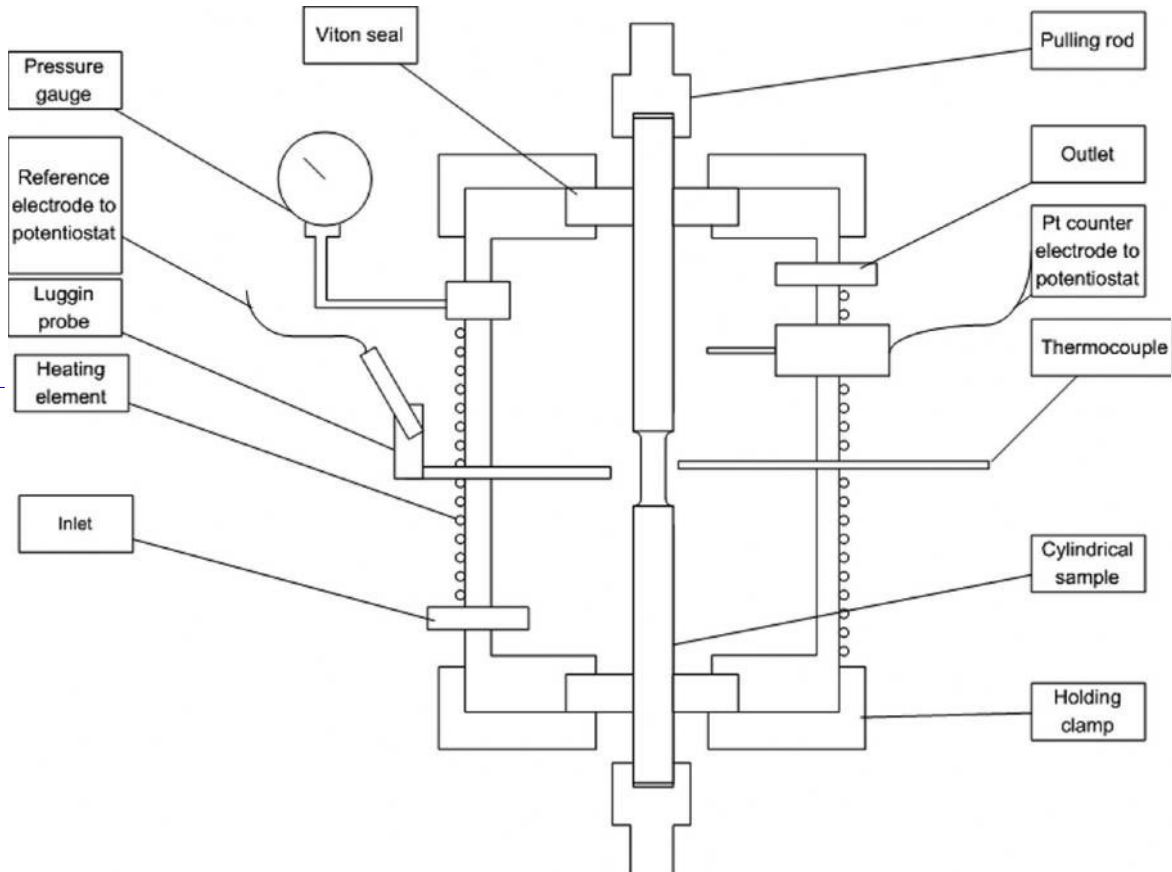 Viton seal
Pressure
gauge
Reference
electrode to
potentiostat
Luggin
probe
Heating
element
Inlet
Pulling rod
Outlet
Pt counter
electrode to
potentiostat
Thermocouple
Cylindrical
sample
Holding
clamp